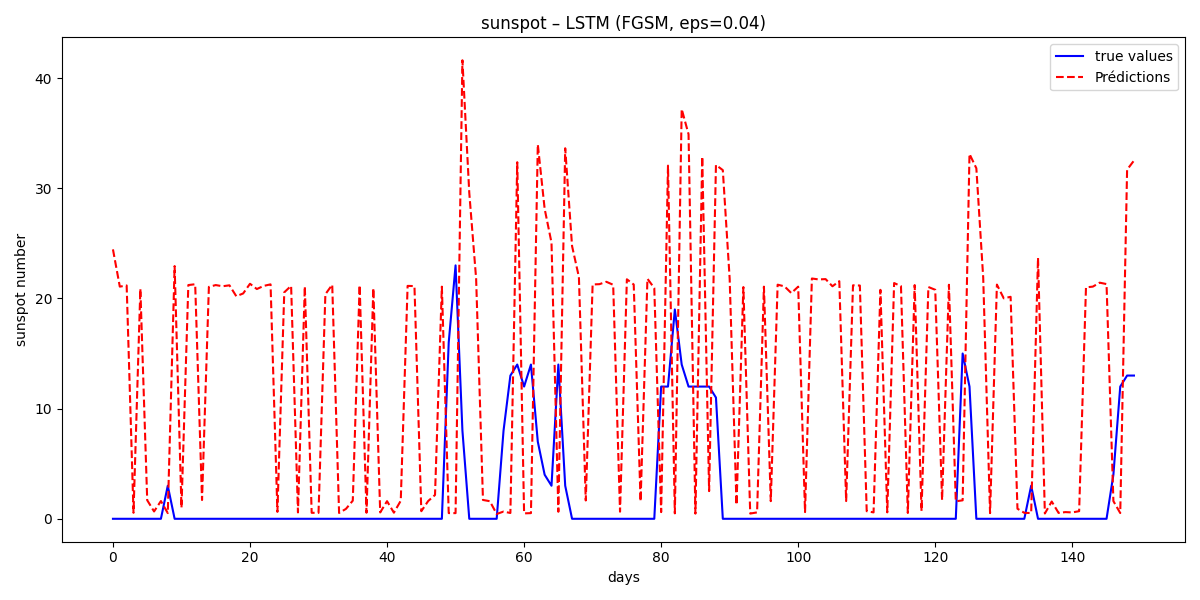 sunspot – LSTM (FGSM, eps=0.04)
true values
Prédictions
sunspot number
40
30
20
10
0
0 20 40 60 80 100 120 140
days